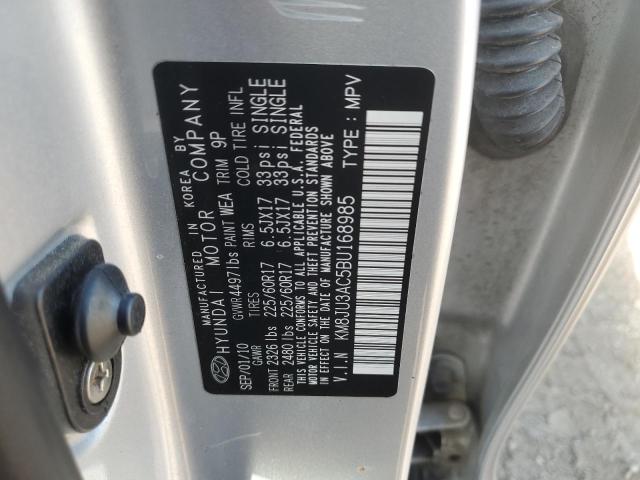 MANUFACTURED IN KOREA BY
HYUNDAI MOTOR COMPANY
SEP/01/10 GVWR 4497lbs PAINT WEA TRIM 9P
GAWR TIRES RIMS COLD TIRE INFL
FRONT 2326 lbs 225/60R17 6.5JX17 33psi SINGLE
REAR 2480 lbs 225/60R17 6.5JX17 33psi SINGLE
THIS VEHICLE CONFORMS TO ALL APPLICABLE U.S.A. FEDERAL
MOTOR VEHICLE SAFETY BUMPER, AND THEFT PREVENTION STANDARDS
IN EFFECT ON THE DATE OF MANUFACTURE SHOWN ABOVE
V.I.N KM8JU3AC5BU168985 TYPE : MPV